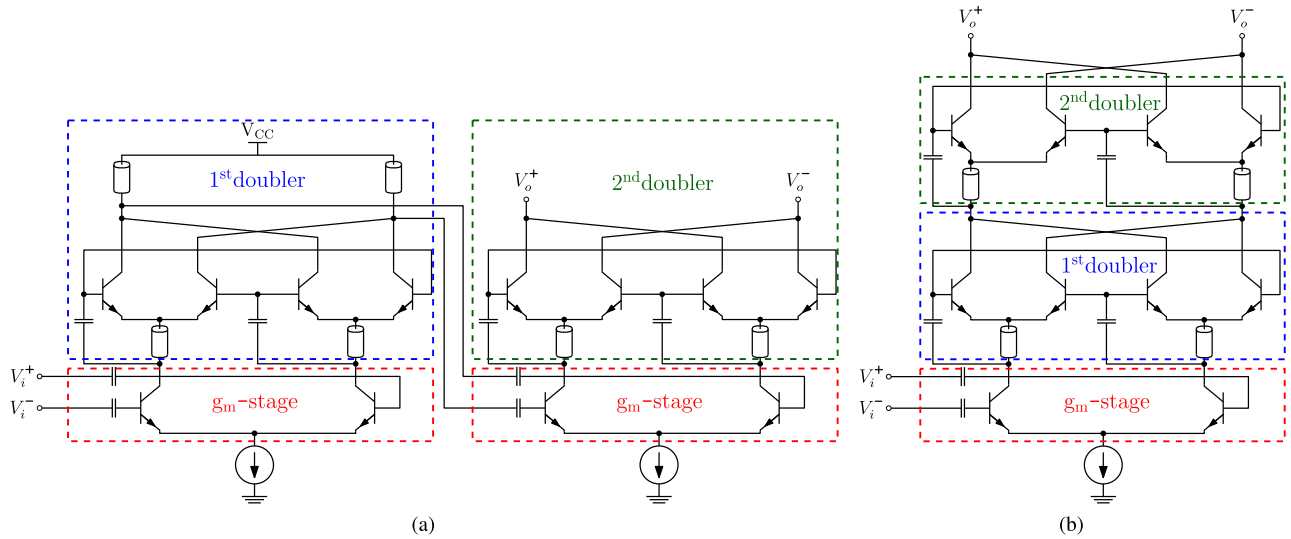 V_o^+ V_o^-
2nd doubler
V_CC
1st doubler 2nd doubler
V_o^+ V_o^-
1st doubler
V_i^+ V_i^+
g_m-stage g_m-stage g_m-stage
V_i^- V_i^-
(a) (b)